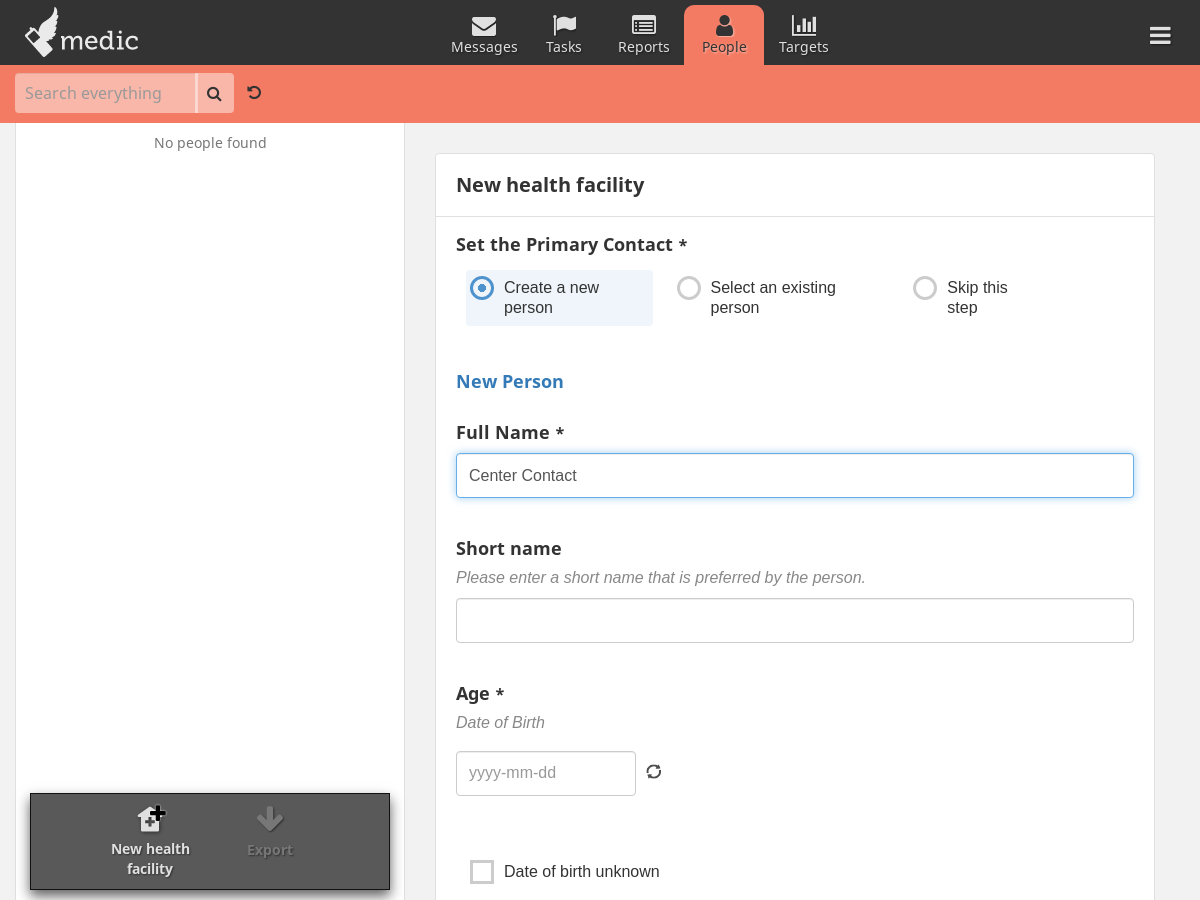 medic
Messages
Tasks
Reports
People
Targets
Search everything
No people found
New health facility
Set the Primary Contact *
Create a new
person
Select an existing
person
Skip this
step
New Person
Full Name *
Center Contact
Short name
Please enter a short name that is preferred by the person.
Age *
Date of Birth
yyyy-mm-dd
Date of birth unknown
New health
facility
Export